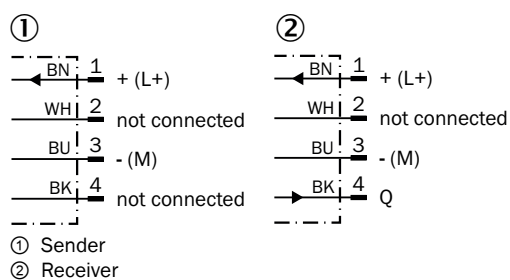 ① ②
BN 1 + (L+)
WH 2 not connected
BU 3 - (M)
BK 4 not connected
BN 1 + (L+)
WH 2 not connected
BU 3 - (M)
BK 4 Q
① Sender
② Receiver